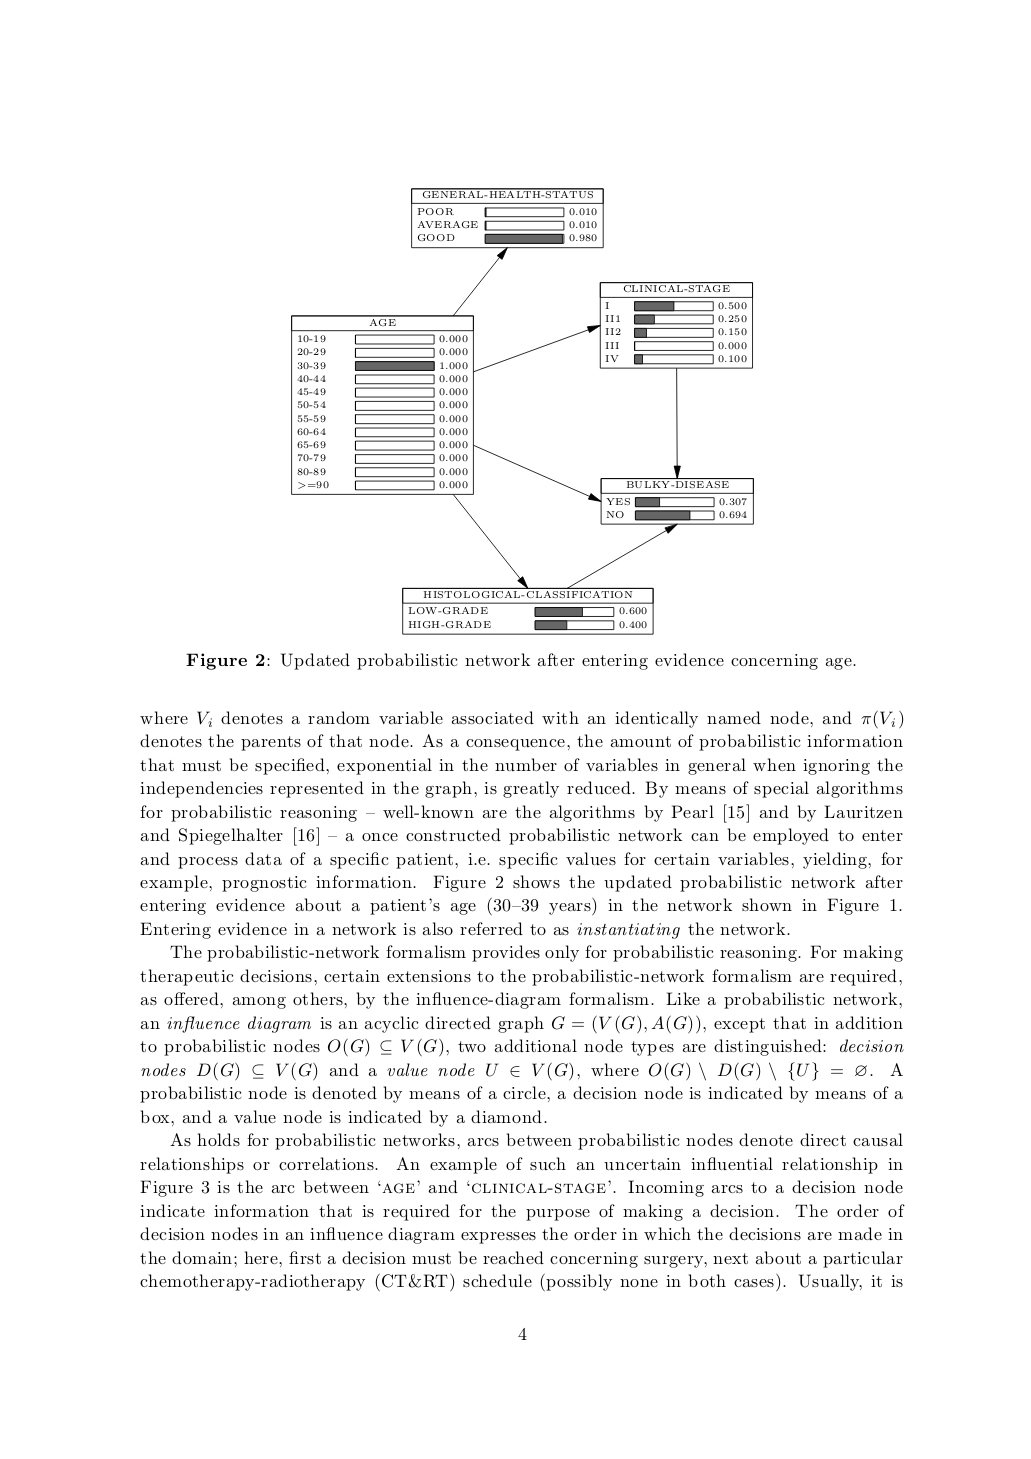 GENERAL-HEALTH-STATUS
POOR 0.010
AVERAGE 0.010
GOOD 0.980
CLINICAL-STAGE
I 0.500
II1 0.250
II2 0.150
III 0.000
IV 0.100
AGE
10-19 0.000
20-29 0.000
30-39 1.000
40-44 0.000
45-49 0.000
50-54 0.000
55-59 0.000
60-64 0.000
65-69 0.000
70-79 0.000
80-89 0.000
>=90 0.000
BULKY-DISEASE
YES 0.307
NO 0.694
HISTOLOGICAL-CLASSIFICATION
LOW-GRADE 0.600
HIGH-GRADE 0.400
Figure 2: Updated probabilistic network after entering evidence concerning age.
where Vi denotes a random variable associated with an identically named node, and π(Vi)
denotes the parents of that node. As a consequence, the amount of probabilistic information
that must be specified, exponential in the number of variables in general when ignoring the
independencies represented in the graph, is greatly reduced. By means of special algorithms
for probabilistic reasoning – well-known are the algorithms by Pearl [15] and by Lauritzen
and Spiegelhalter [16] – a once constructed probabilistic network can be employed to enter
and process data of a specific patient, i.e. specific values for certain variables, yielding, for
example, prognostic information. Figure 2 shows the updated probabilistic network after
entering evidence about a patient's age (30–39 years) in the network shown in Figure 1.
Entering evidence in a network is also referred to as instantiating the network.
The probabilistic-network formalism provides only for probabilistic reasoning. For making
therapeutic decisions, certain extensions to the probabilistic-network formalism are required,
as offered, among others, by the influence-diagram formalism. Like a probabilistic network,
an influence diagram is an acyclic directed graph G = (V(G), A(G)), except that in addition
to probabilistic nodes O(G) ⊆ V(G), two additional node types are distinguished: decision
nodes D(G) ⊆ V(G) and a value node U ∈ V(G), where O(G) \ D(G) \ {U} = ∅. A
probabilistic node is denoted by means of a circle, a decision node is indicated by means of a
box, and a value node is indicated by a diamond.
As holds for probabilistic networks, arcs between probabilistic nodes denote direct causal
relationships or correlations. An example of such an uncertain influential relationship in
Figure 3 is the arc between ‘AGE’ and ‘CLINICAL-STAGE’. Incoming arcs to a decision node
indicate information that is required for the purpose of making a decision. The order of
decision nodes in an influence diagram expresses the order in which the decisions are made in
the domain; here, first a decision must be reached concerning surgery, next about a particular
chemotherapy-radiotherapy (CT&RT) schedule (possibly none in both cases). Usually, it is
4